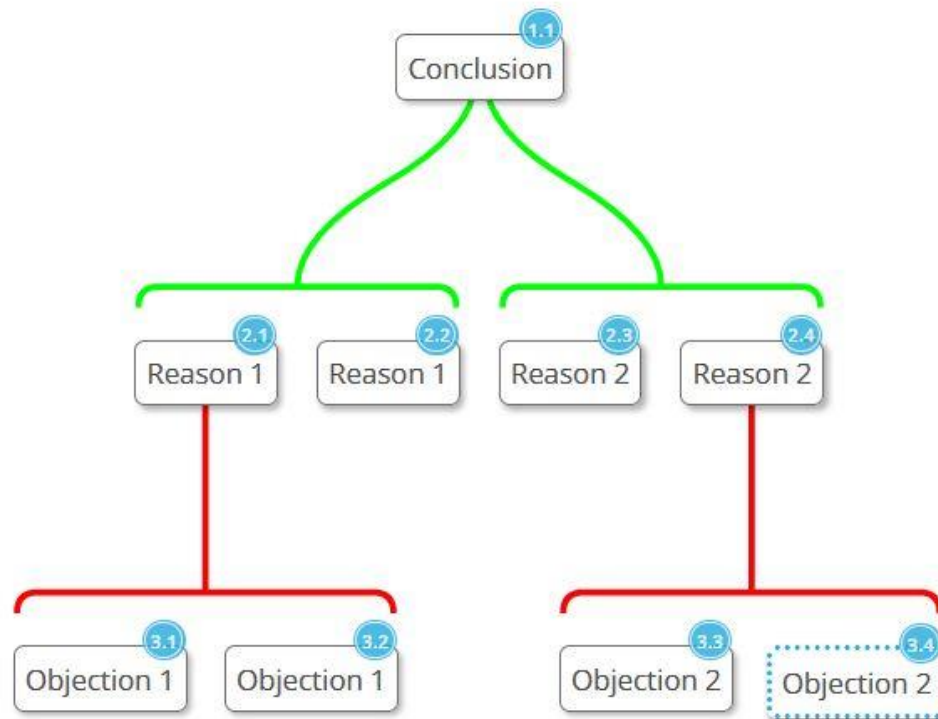 1.1
Conclusion
2.1
Reason 1
2.2
Reason 1
2.3
Reason 2
2.4
Reason 2
3.1
Objection 1
3.2
Objection 1
3.3
Objection 2
3.4
Objection 2